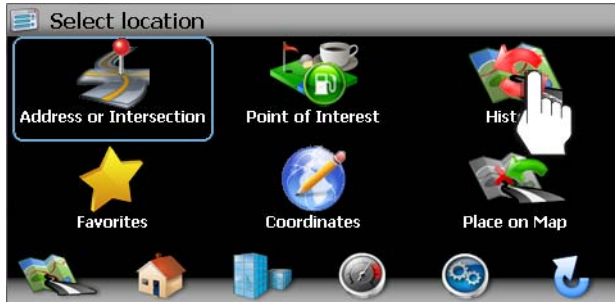 Select location
Address or Intersection
Point of Interest
Favorites
Coordinates
Place on Map